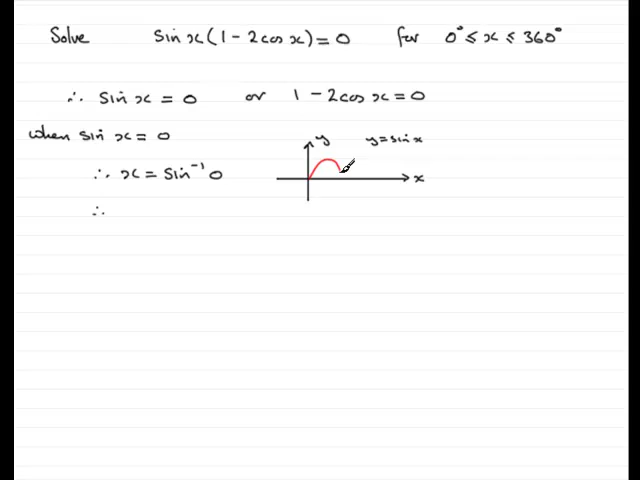 Solve sin x (1 - 2cos x) = 0 for 0° ≤ x ≤ 360°
∴ sin x = 0 or 1 - 2cos x = 0
when sin x = 0
y y = sin x
∴ x = sin⁻¹ 0
x
∴